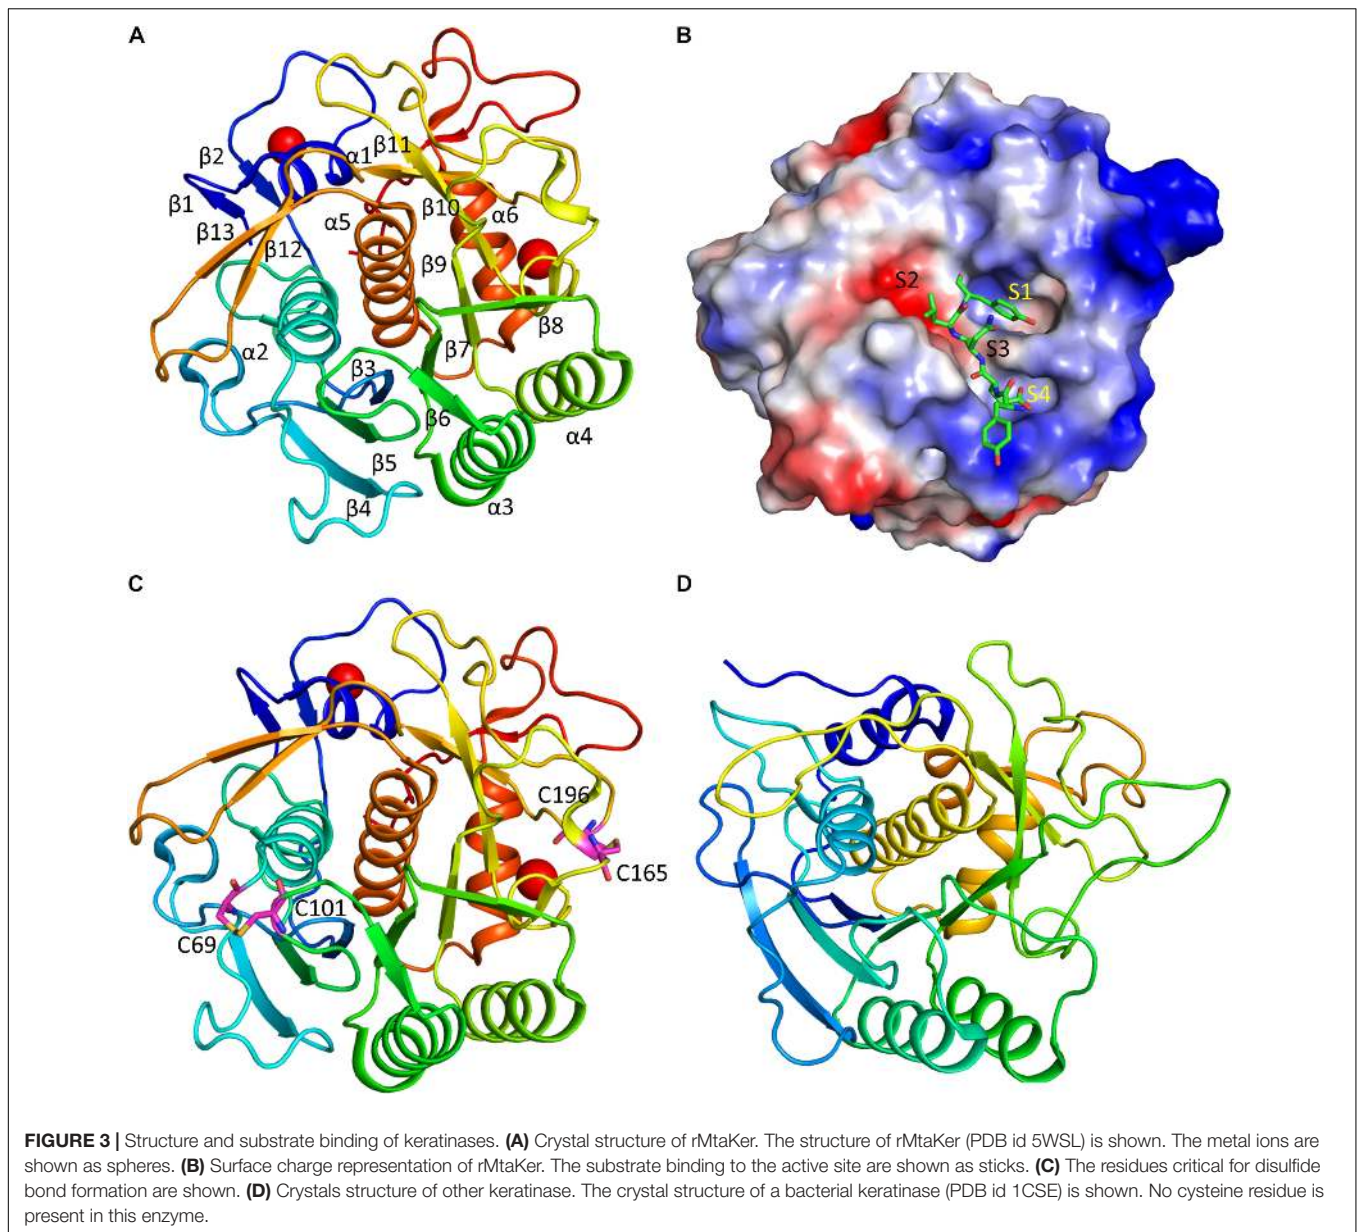 A
β11
β2
α1
β1
β10
α6
α5
β13
β12
β9
β8
α2
β7
β3
β6
α4
β5
β4
α3
B
S2
S1
S3
S4
C
C196
C165
C101
C69
D
FIGURE 3 | Structure and substrate binding of keratinases. (A) Crystal structure of rMtaKer. The structure of rMtaKer (PDB id 5WSL) is shown. The metal ions are
shown as spheres. (B) Surface charge representation of rMtaKer. The substrate binding to the active site are shown as sticks. (C) The residues critical for disulfide
bond formation are shown. (D) Crystals structure of other keratinase. The crystal structure of a bacterial keratinase (PDB id 1CSE) is shown. No cysteine residue is
present in this enzyme.